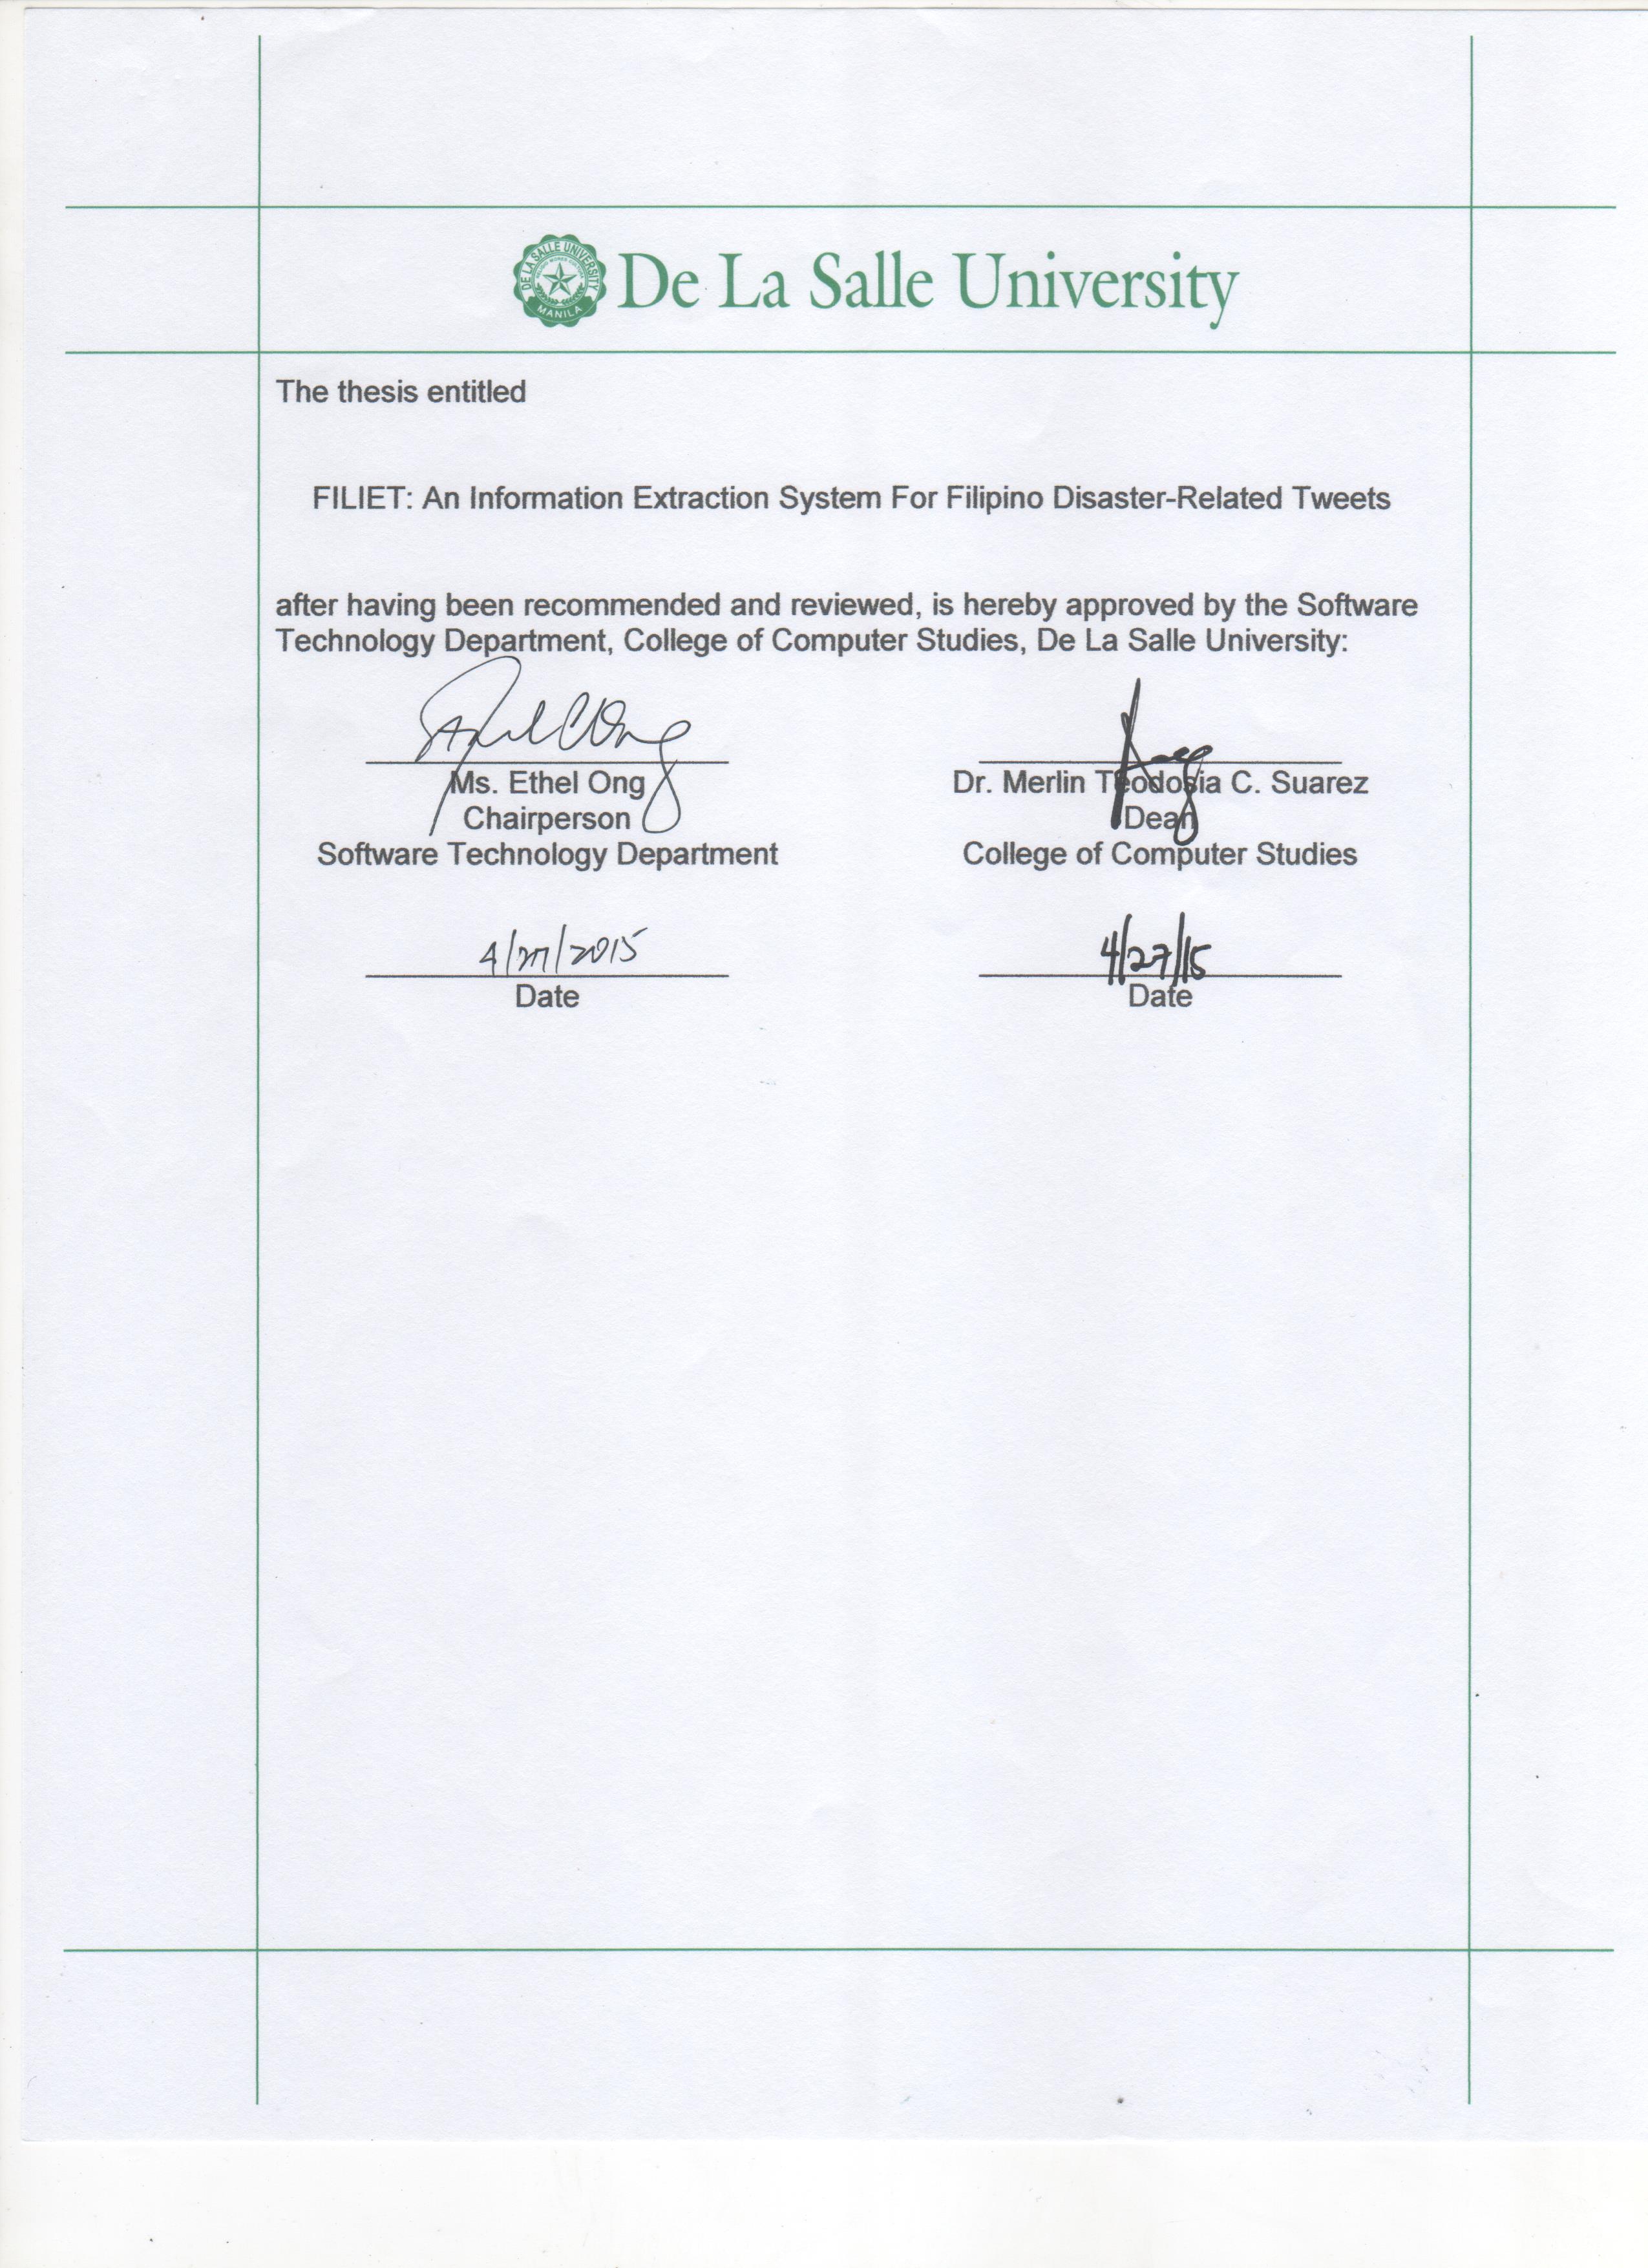 DE LA SALLE UNIVERSITY
MANILA
De La Salle University
The thesis entitled
FILIET: An Information Extraction System For Filipino Disaster-Related Tweets
after having been recommended and reviewed, is hereby approved by the Software
Technology Department, College of Computer Studies, De La Salle University:
Ms. Ethel Ong
Chairperson
Software Technology Department
4/27/2015
Date
Dr. Merlin Teodosia C. Suarez
Dean
College of Computer Studies
4/27/15
Date